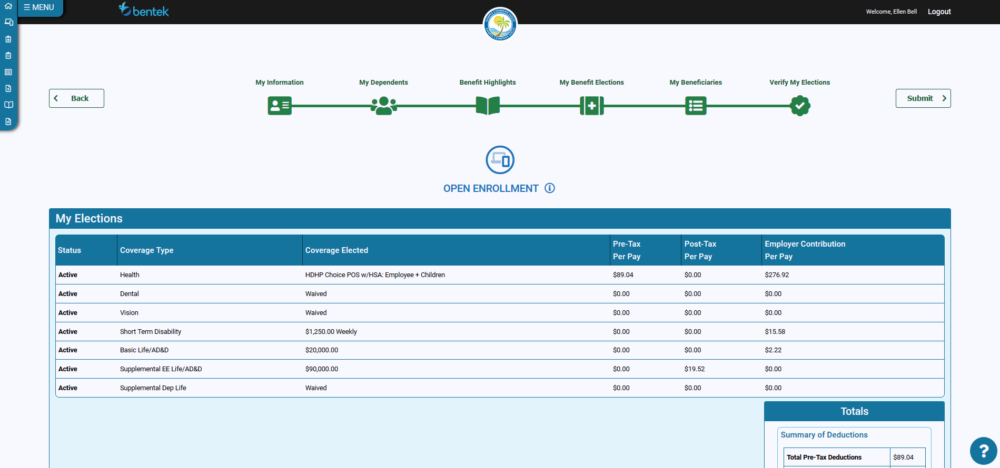 MENU
bentek
SAMPLE COMPANY LOGO
SAMPLE COMPANY LOGO
Welcome, Ellen Bell
Logout
My Information
My Dependents
Benefit Highlights
My Benefit Elections
My Beneficiaries
Verify My Elections
Back
Submit
OPEN ENROLLMENT
My Elections
Status Coverage Type Coverage Elected Pre-Tax Per Pay Post-Tax Per Pay Employer Contribution Per Pay
Active Health HDHP Choice POS w/HSA: Employee + Children $89.04 $0.00 $276.92
Active Dental Waived $0.00 $0.00 $0.00
Active Vision Waived $0.00 $0.00 $0.00
Active Short Term Disability $1,250.00 Weekly $0.00 $0.00 $15.58
Active Basic Life/AD&D $20,000.00 $0.00 $0.00 $2.22
Active Supplemental EE Life/AD&D $90,000.00 $0.00 $19.52 $0.00
Active Supplemental Dep Life Waived $0.00 $0.00 $0.00
Totals
Summary of Deductions
Total Pre-Tax Deductions $89.04
?